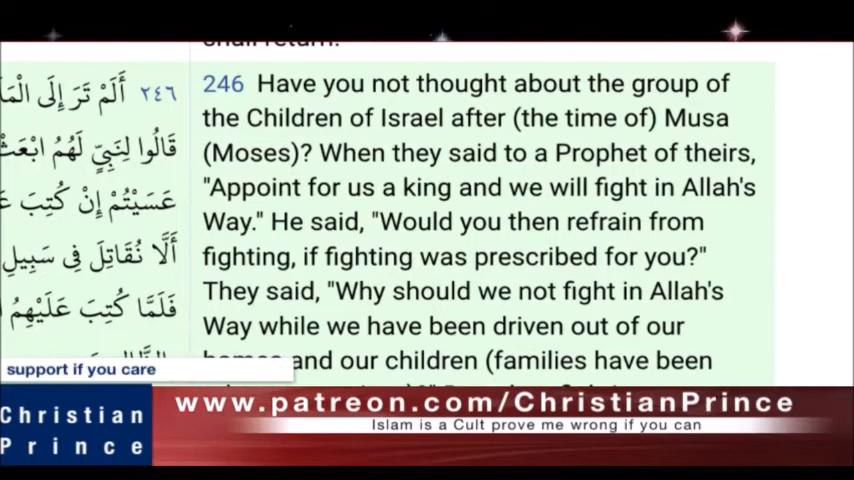 246 Have you not thought about the group of
the Children of Israel after (the time of) Musa
(Moses)? When they said to a Prophet of theirs,
"Appoint for us a king and we will fight in Allah's
Way." He said, "Would you then refrain from
fighting, if fighting was prescribed for you?"
They said, "Why should we not fight in Allah's
Way while we have been driven out of our
and our children (families have been
٢٤٦ أَلَمْ تَرَ إِلَى
قَالُوا لِنَبِيٍّ لَهُمُ
عَسَيْتُمْ إِنْ كُتِبَ
أَلَّا نُقَاتِلَ فِي سَبِيلِ
فَلَمَّا كُتِبَ عَلَيْهِمُ
support if you care
Christian
Prince
www.patreon.com/ChristianPrince
Islam is a Cult prove me wrong if you can